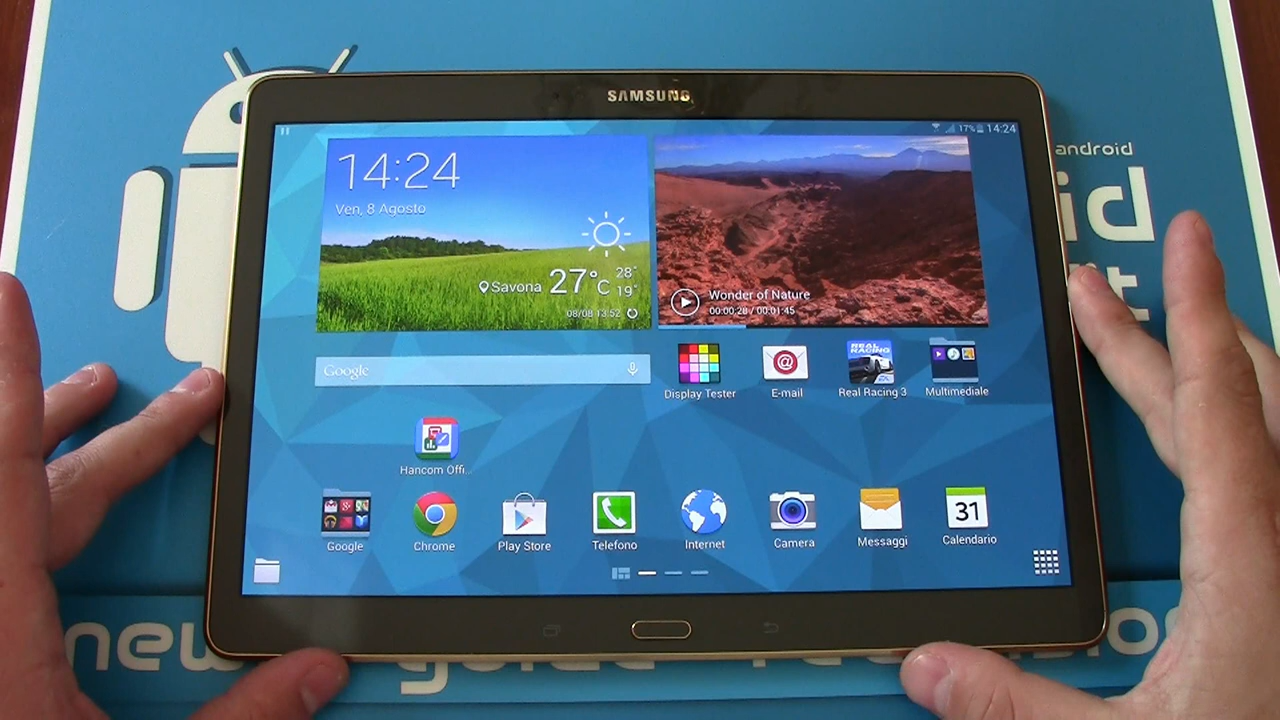 SAMSUNG
17% 14:24
android
14:24
Ven, 8 Agosto
Savona 27°C 28° 19°
08/08 13:52
Wonder of Nature
00:00:28 / 00:01:45
Google
Display Tester
E-mail
REAL RACING 3
EA
Real Racing 3
Multimediale
Hancom Offi...
31
Google
Chrome
Play Store
Telefono
Internet
Camera
Messaggi
Calendario
new